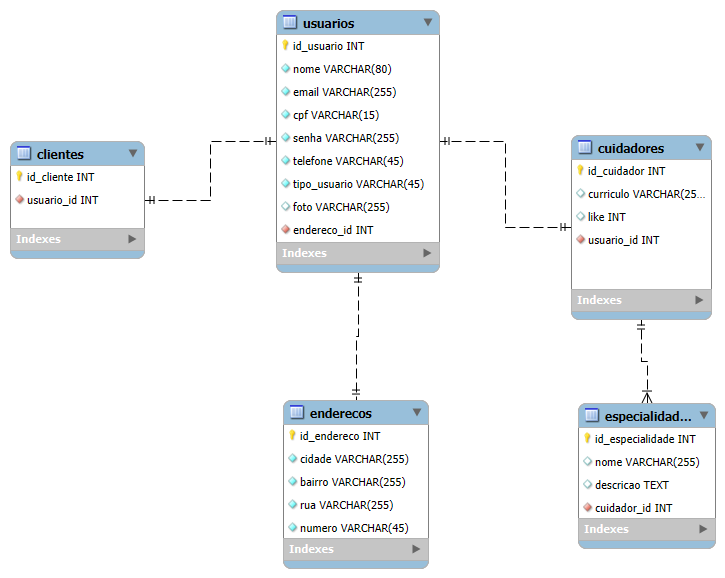 usuarios
id_usuario INT
nome VARCHAR(80)
email VARCHAR(255)
cpf VARCHAR(15)
senha VARCHAR(255)
telefone VARCHAR(45)
tipo_usuario VARCHAR(45)
foto VARCHAR(255)
endereco_id INT
Indexes
clientes
id_cliente INT
usuario_id INT
Indexes
cuidadores
id_cuidador INT
curriculo VARCHAR(25...
like INT
usuario_id INT
Indexes
enderecos
id_endereco INT
cidade VARCHAR(255)
bairro VARCHAR(255)
rua VARCHAR(255)
numero VARCHAR(45)
Indexes
especialidad...
id_especialidade INT
nome VARCHAR(255)
descricao TEXT
cuidador_id INT
Indexes